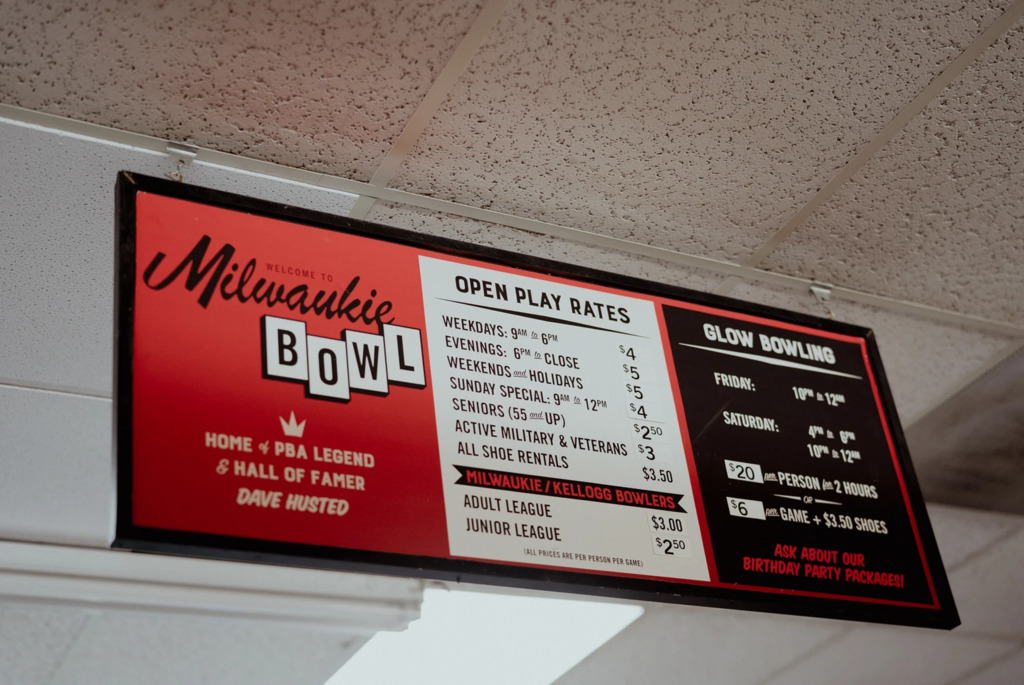 WELCOME TO
Milwaukie
BOWL
HOME of PBA LEGEND
& HALL OF FAMER
DAVE HUSTED
OPEN PLAY RATES
WEEKDAYS: 9AM to 6PM $4
EVENINGS: 6PM to CLOSE $5
WEEKENDS and HOLIDAYS $5
SUNDAY SPECIAL: 9AM to 12PM $4
SENIORS (55 and UP) $250
ACTIVE MILITARY & VETERANS $3
ALL SHOE RENTALS $3.50
MILWAUKIE / KELLOGG BOWLERS
ADULT LEAGUE $3.00
JUNIOR LEAGUE $250
(ALL PRICES ARE PER PERSON PER GAME)
GLOW BOWLING
FRIDAY: 10PM to 12AM
SATURDAY: 4PM to 6PM
10PM to 12AM
$20 per PERSON for 2 HOURS
OR
$6 per GAME + $3.50 SHOES
ASK ABOUT OUR
BIRTHDAY PARTY PACKAGES!